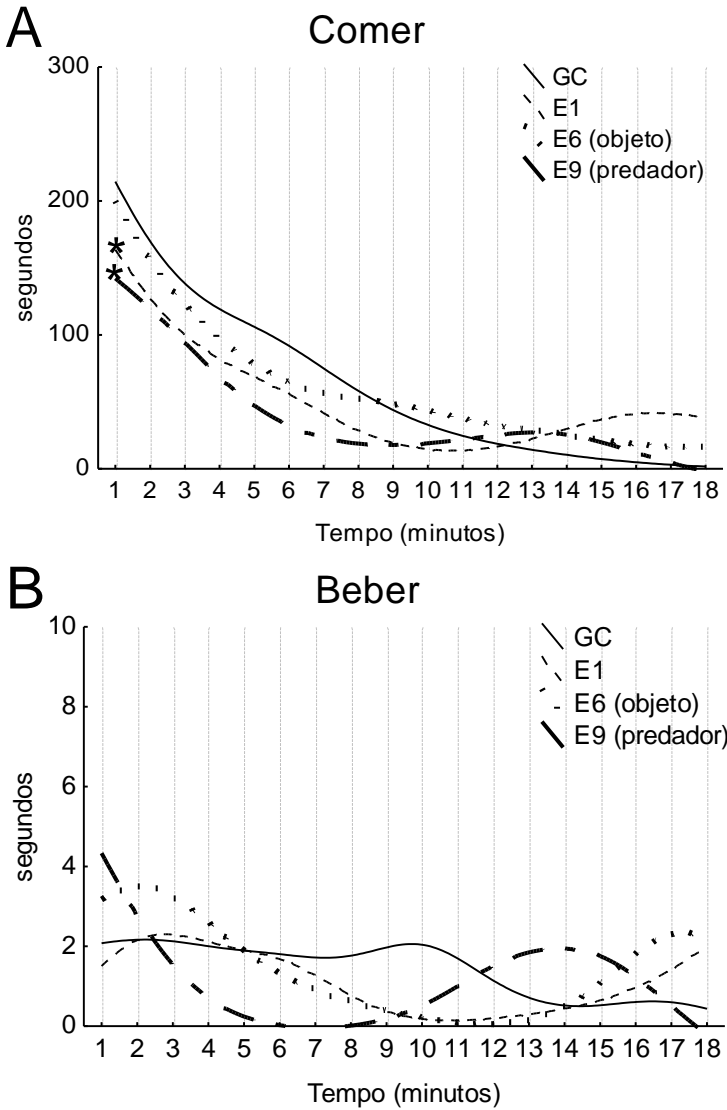 A
Comer
300
200
100
0
segundos
GC
E1
E6 (objeto)
E9 (predador)
*
*
1 2 3 4 5 6 7 8 9 10 11 12 13 14 15 16 17 18
Tempo (minutos)
B
Beber
10
8
6
4
2
0
segundos
GC
E1
E6 (objeto)
E9 (predador)
1 2 3 4 5 6 7 8 9 10 11 12 13 14 15 16 17 18
Tempo (minutos)